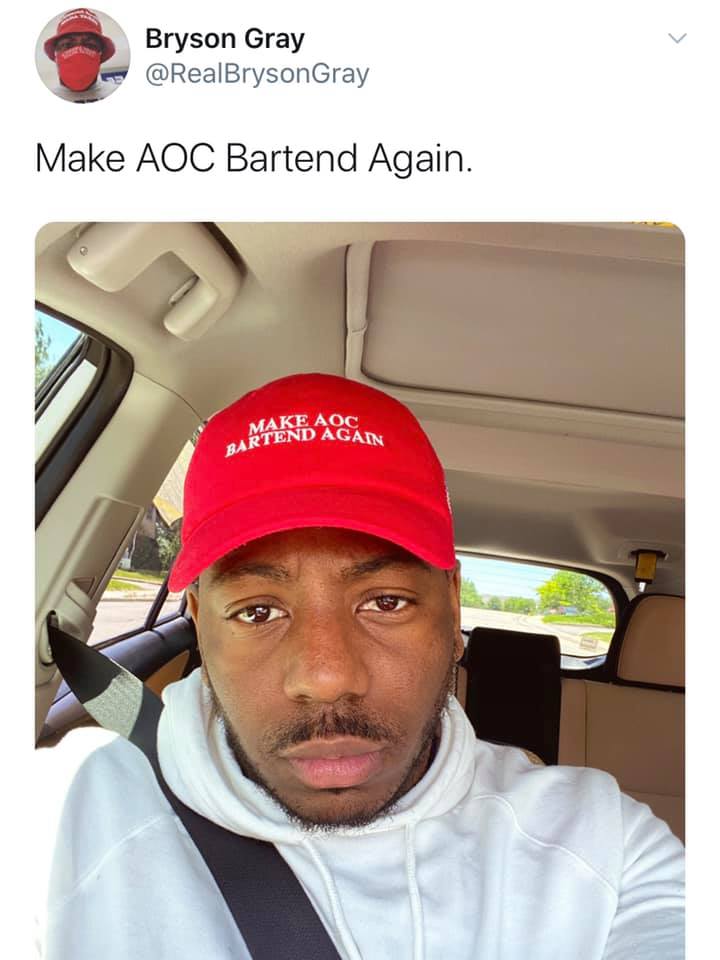 Bryson Gray
@RealBrysonGray
Make AOC Bartend Again.
MAKE AOC
BARTEND AGAIN